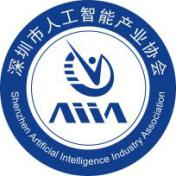 深圳市人工智能产业协会
AIIA
Shenzhen Artificial Intelligence Industry Association